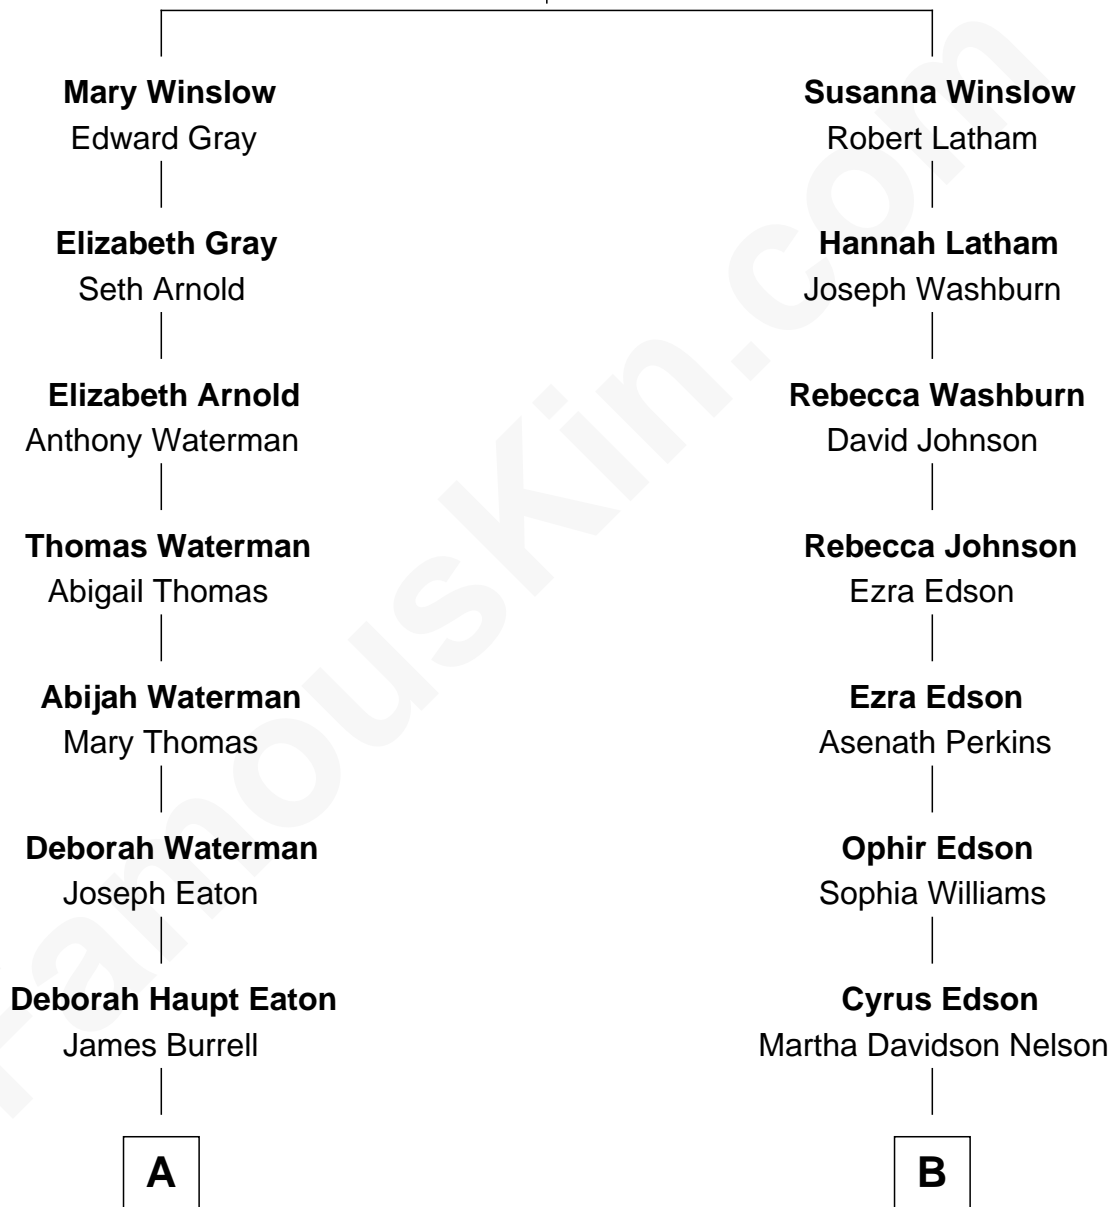 Mary Winslow
Edward Gray
Susanna Winslow
Robert Latham
Elizabeth Gray
Seth Arnold
Hannah Latham
Joseph Washburn
Elizabeth Arnold
Anthony Waterman
Rebecca Washburn
David Johnson
Thomas Waterman
Abigail Thomas
Rebecca Johnson
Ezra Edson
Abijah Waterman
Mary Thomas
Ezra Edson
Asenath Perkins
Deborah Waterman
Joseph Eaton
Ophir Edson
Sophia Williams
Deborah Haupt Eaton
James Burrell
Cyrus Edson
Martha Davidson Nelson
A
B
FamousKin.com